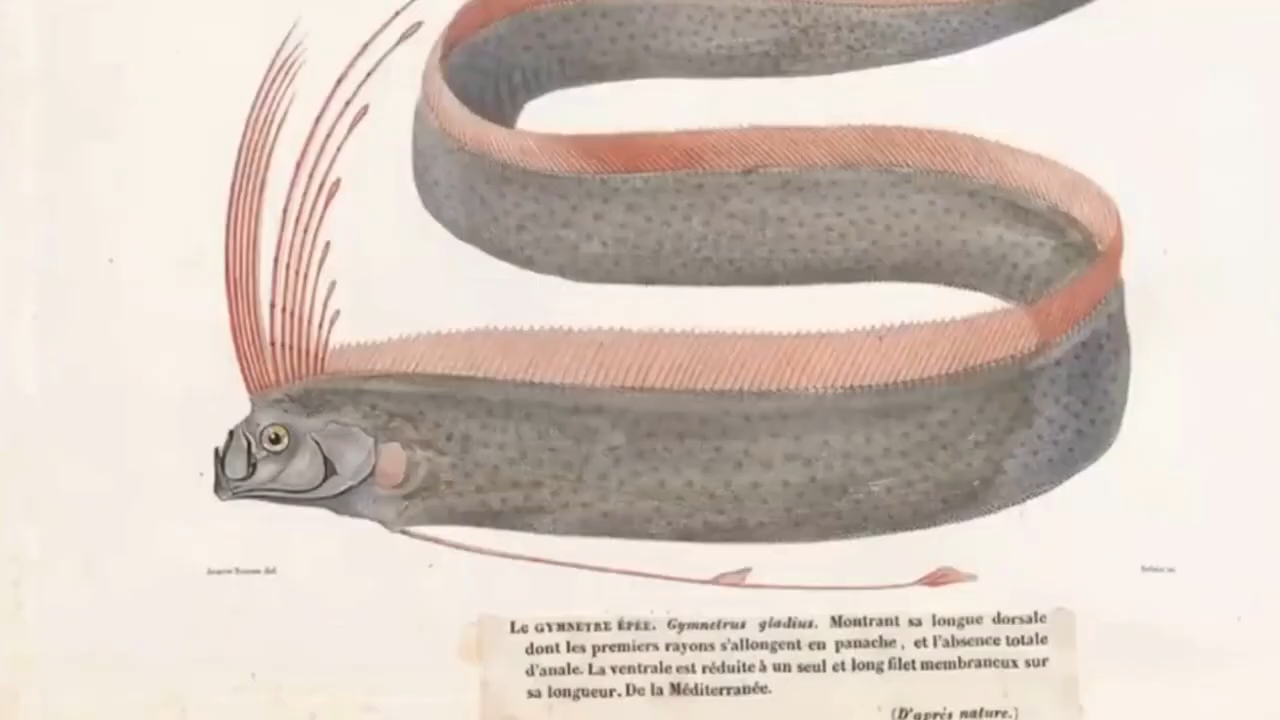 Le GYMNETRE ÉPÉE. Gymnetrus gladius. Montrant sa longue dorsale
dont les premiers rayons s'allongent en panache, et l'absence totale
d'anale. La ventrale est réduite à un seul et long filet membraneux sur
sa longueur. De la Méditerranée.
(D'après nature.)